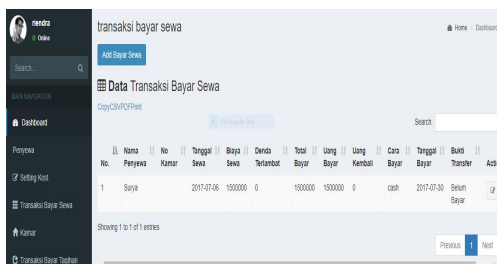 riendra
Online
Search...
MAIN NAVIGATION
Dashboard
Penyewa
Setting Kost
Transaksi Bayar Sewa
Kamar
Transaksi Bayar Tagihan
transaksi bayar sewa
Home > Dashboard
Add Bayar Sewa
Data Transaksi Bayar Sewa
CopyCSVPDFPrint
Search:
No. Nama Penyewa No Kamar Tanggal Sewa Biaya Sewa Denda Terlambat Total Bayar Uang Bayar Uang Kembali Cara Bayar Tanggal Bayar Bukti Transfer Acti
1 Surya 2017-07-06 1500000 0 1500000 1500000 0 cash 2017-07-30 Belum Bayar
Showing 1 to 1 of 1 entries
Previous 1 Next